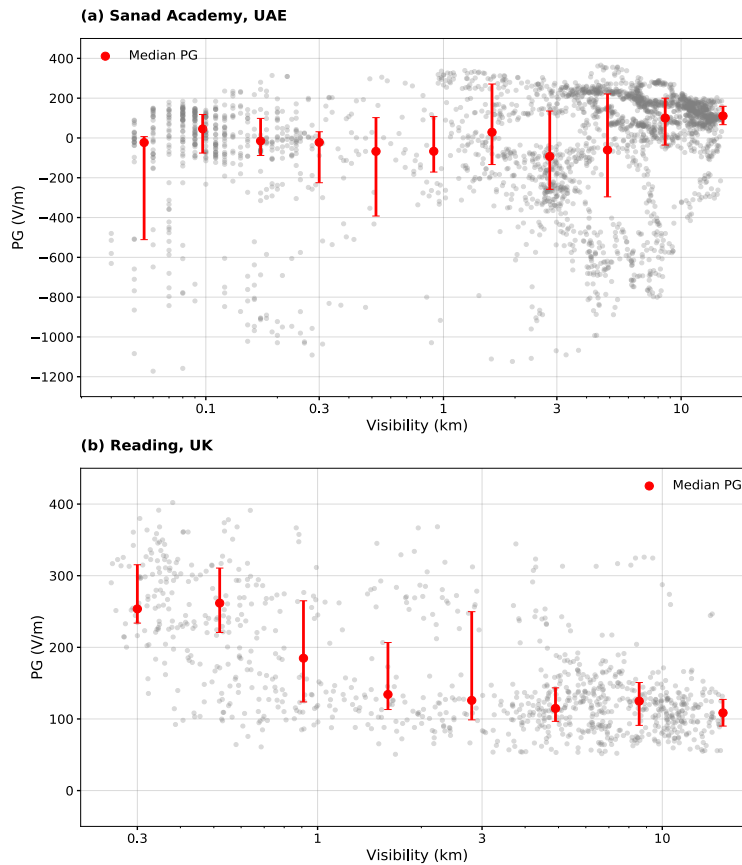 (a) Sanad Academy, UAE
Median PG
400
200
0
−200
−400
−600
−800
−1000
−1200
PG (V/m)
0.1 0.3 1 3 10
Visibility (km)
(b) Reading, UK
Median PG
400
300
200
100
0
PG (V/m)
0.3 1 3 10
Visibility (km)